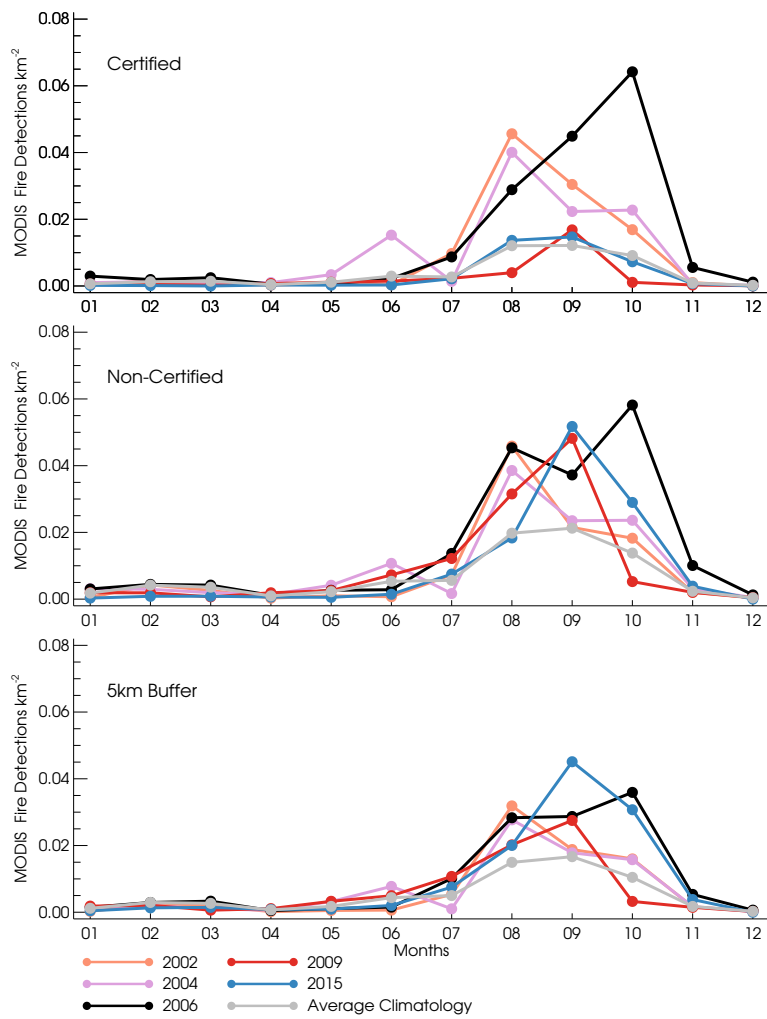 0.08
0.06
0.04
0.02
0.00
MODIS Fire Detections km-2
Certified
01 02 03 04 05 06 07 08 09 10 11 12
0.08
0.06
0.04
0.02
0.00
MODIS Fire Detections km-2
Non-Certified
01 02 03 04 05 06 07 08 09 10 11 12
0.08
0.06
0.04
0.02
0.00
MODIS Fire Detections km-2
5km Buffer
01 02 03 04 05 06 07 08 09 10 11 12
Months
2002
2004
2006
2009
2015
Average Climatology